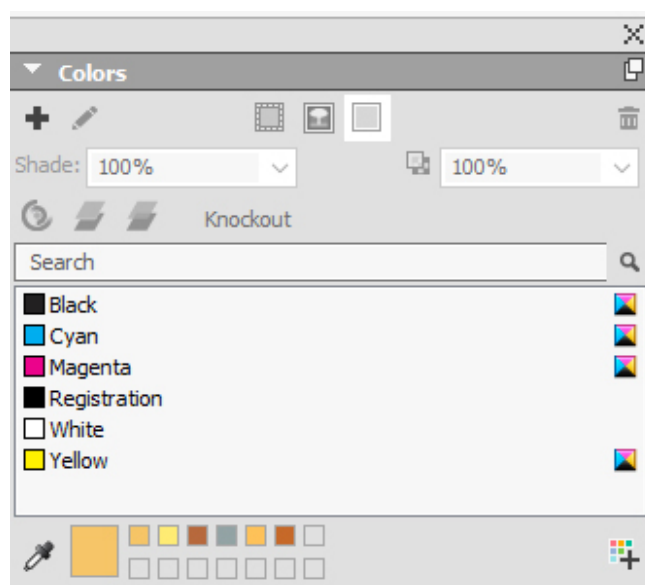 Colors
Shade: 100% 100%
Knockout
Search
Black
Cyan
Magenta
Registration
White
Yellow